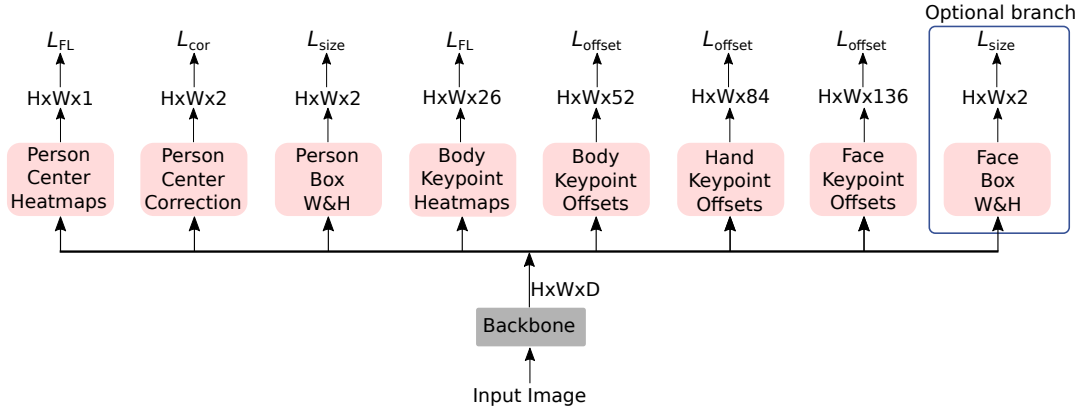 Optional branch
L_FL L_cor L_size L_FL L_offset L_offset L_offset L_size
HxWx1 HxWx2 HxWx2 HxWx26 HxWx52 HxWx84 HxWx136 HxWx2
Person
Center
Heatmaps
Person
Center
Correction
Person
Box
W&H
Body
Keypoint
Heatmaps
Body
Keypoint
Offsets
Hand
Keypoint
Offsets
Face
Keypoint
Offsets
Face
Box
W&H
HxWxD
Backbone
Input Image